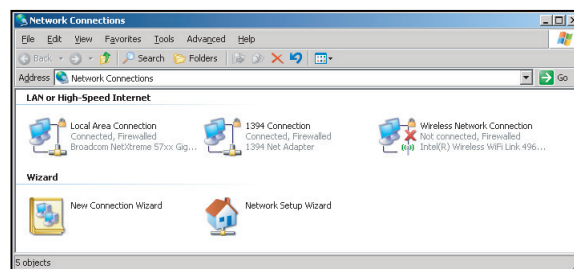 Network Connections
File Edit View Favorites Tools Advanced Help
Back Search Folders
Address Network Connections Go
LAN or High-Speed Internet
Local Area Connection
Connected, Firewalled
Broadcom NetXtreme 57xx Gig...
1394 Connection
Connected, Firewalled
1394 Net Adapter
Wireless Network Connection
Not connected, Firewalled
Intel(R) Wireless WiFi Link 496...
Wizard
New Connection Wizard
Network Setup Wizard
5 objects